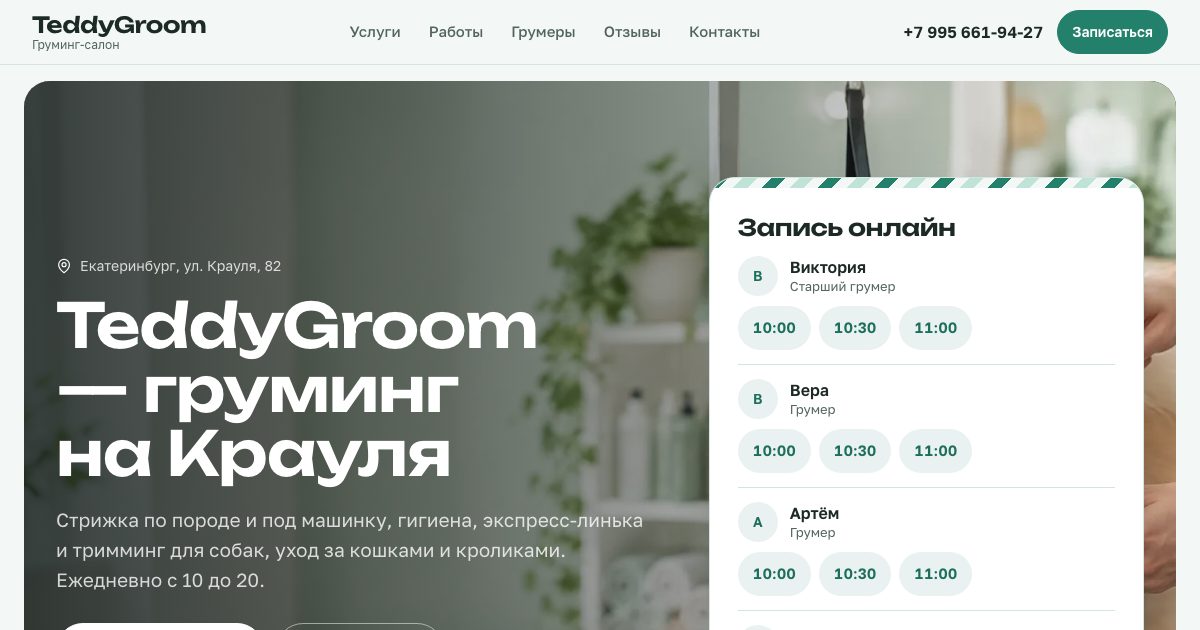 TeddyGroom
Груминг-салон
Услуги
Работы
Грумеры
Отзывы
Контакты
+7 995 661-94-27
Записаться
Екатеринбург, ул. Крауля, 82
TeddyGroom
— груминг
на Крауля
Стрижка по породе и под машинку, гигиена, экспресс-линька
и тримминг для собак, уход за кошками и кроликами.
Ежедневно с 10 до 20.
Запись онлайн
В
Виктория
Старший грумер
10:00
10:30
11:00
В
Вера
Грумер
10:00
10:30
11:00
А
Артём
Грумер
10:00
10:30
11:00